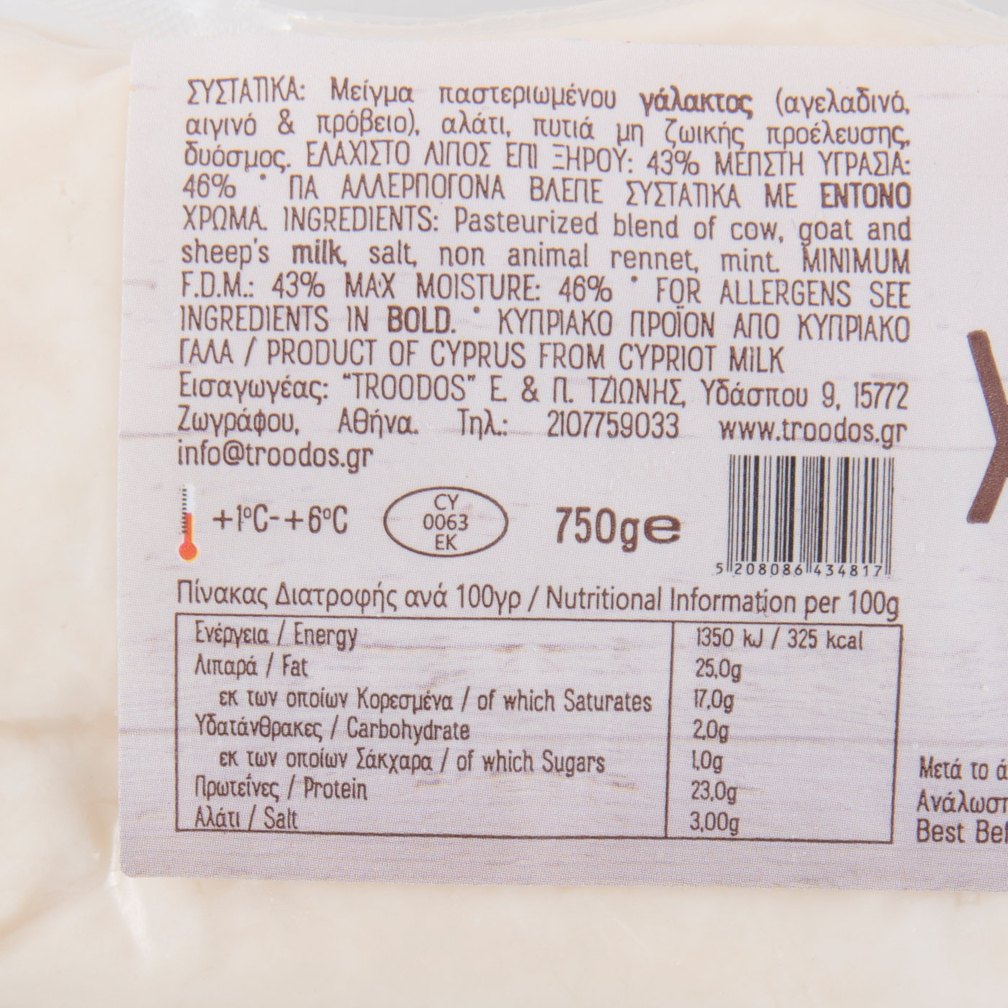 ΣΥΣΤΑΤΙΚΑ: Μείγμα παστεριωμένου γάλακτος (αγελαδινό,
αιγινό & πρόβειο), αλάτι, πυτιά μη ζωικής προέλευσης,
δυόσμος. ΕΛΑΧΙΣΤΟ ΛΙΠΟΣ ΕΠΙ ΞΗΡΟΥ: 43% ΜΕΓΙΣΤΗ ΥΓΡΑΣΙΑ:
46% * ΓΙΑ ΑΛΛΕΡΓΙΟΓΟΝΑ ΒΛΕΠΕ ΣΥΣΤΑΤΙΚΑ ΜΕ ΕΝΤΟΝΟ
ΧΡΩΜΑ. INGREDIENTS: Pasteurized blend of cow, goat and
sheep's milk, salt, non animal rennet, mint. MINIMUM
F.D.M.: 43% MAX MOISTURE: 46% * FOR ALLERGENS SEE
INGREDIENTS IN BOLD. * ΚΥΠΡΙΑΚΟ ΠΡΟΪΟΝ ΑΠΟ ΚΥΠΡΙΑΚΟ
ΓΑΛΑ / PRODUCT OF CYPRUS FROM CYPRIOT MILK
Εισαγωγέας: "TROODOS" Ε. & Π. ΤΖΙΩΝΗΣ, Υδάσπου 9, 15772
Ζωγράφου, Αθήνα. Τηλ.: 2107759033 www.troodos.gr
info@troodos.gr
+1°C-+6°C
CY
0063
EK
750g℮
5 208086 434817
Πίνακας Διατροφής ανά 100γρ / Nutritional Information per 100g
Ενέργεια / Energy 1350 kJ / 325 kcal
Λιπαρά / Fat 25,0g
εκ των οποίων Κορεσμένα / of which Saturates 17,0g
Υδατάνθρακες / Carbohydrate 2,0g
εκ των οποίων Σάκχαρα / of which Sugars 1,0g
Πρωτεΐνες / Protein 23,0g
Αλάτι / Salt 3,00g
Μετά το
Best